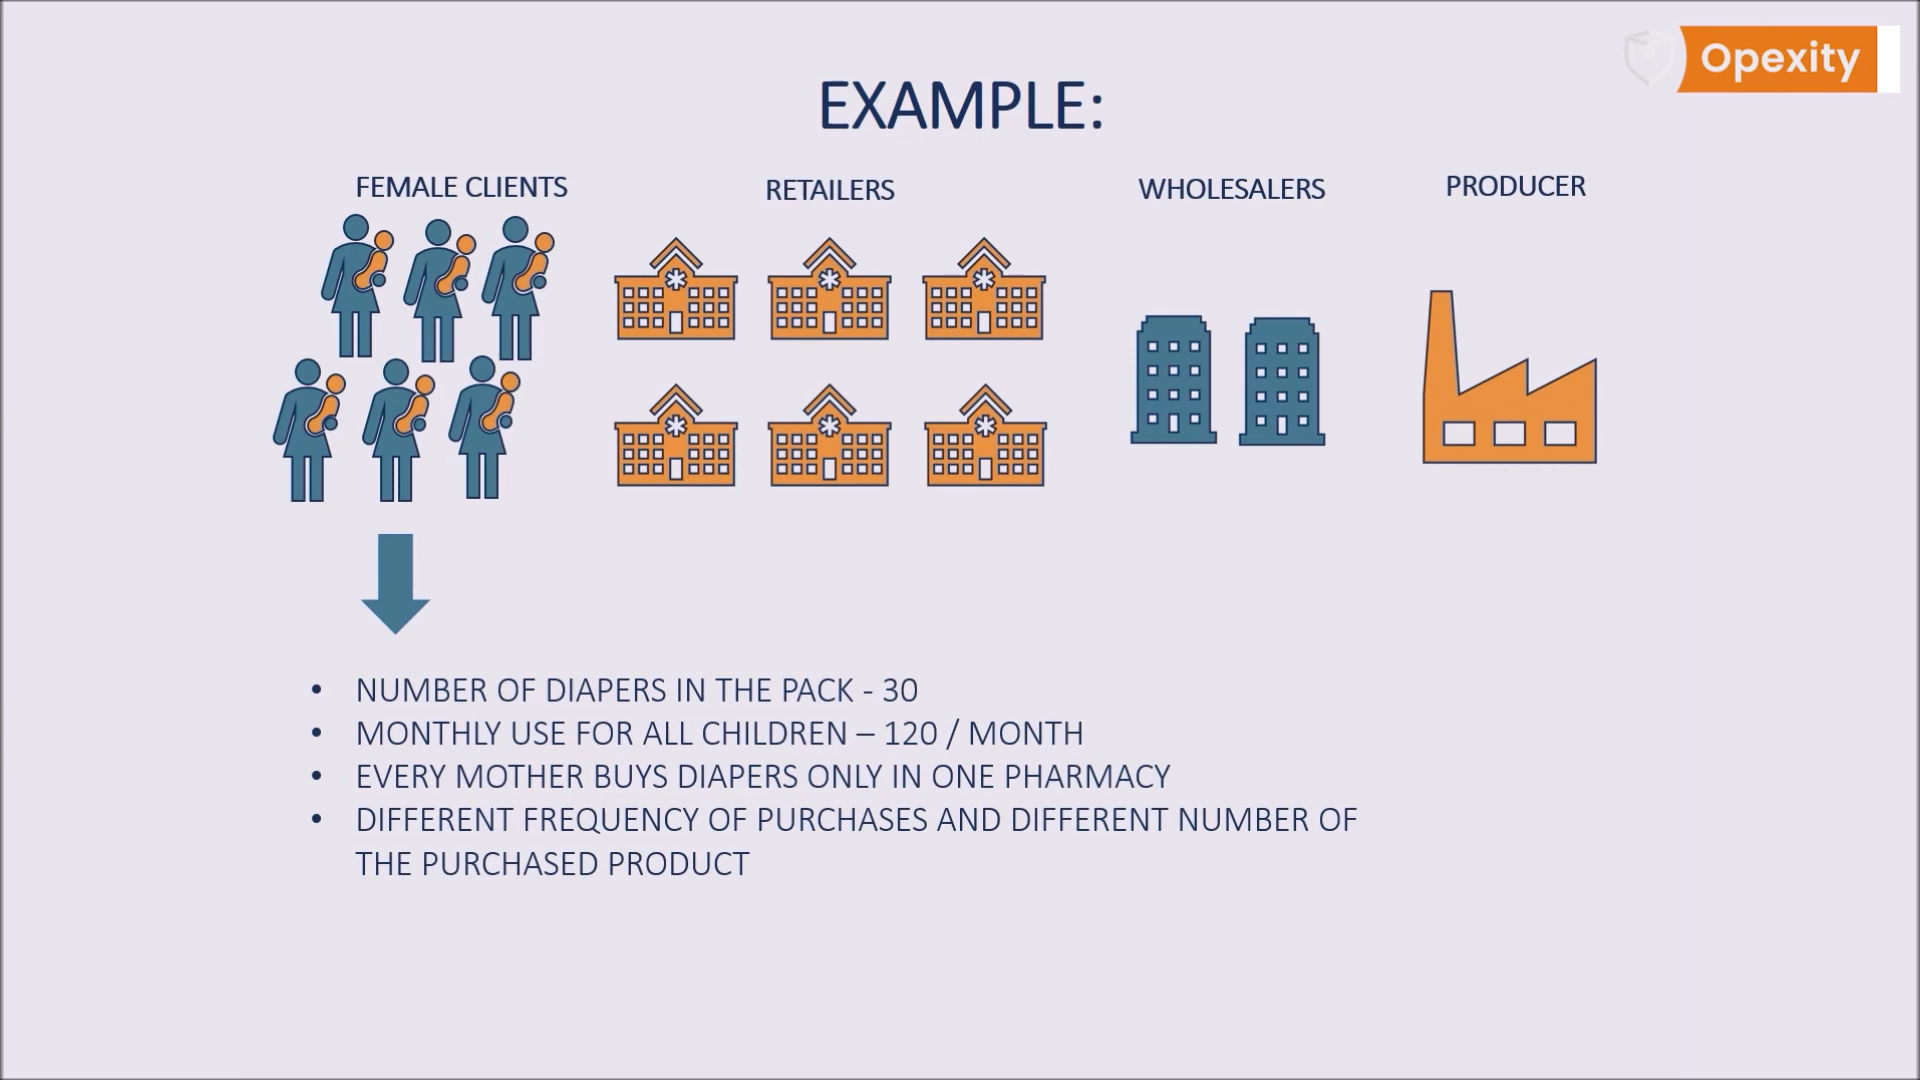 Opexity
EXAMPLE:
FEMALE CLIENTS
RETAILERS
WHOLESALERS
PRODUCER
• NUMBER OF DIAPERS IN THE PACK - 30
• MONTHLY USE FOR ALL CHILDREN – 120 / MONTH
• EVERY MOTHER BUYS DIAPERS ONLY IN ONE PHARMACY
• DIFFERENT FREQUENCY OF PURCHASES AND DIFFERENT NUMBER OF
THE PURCHASED PRODUCT